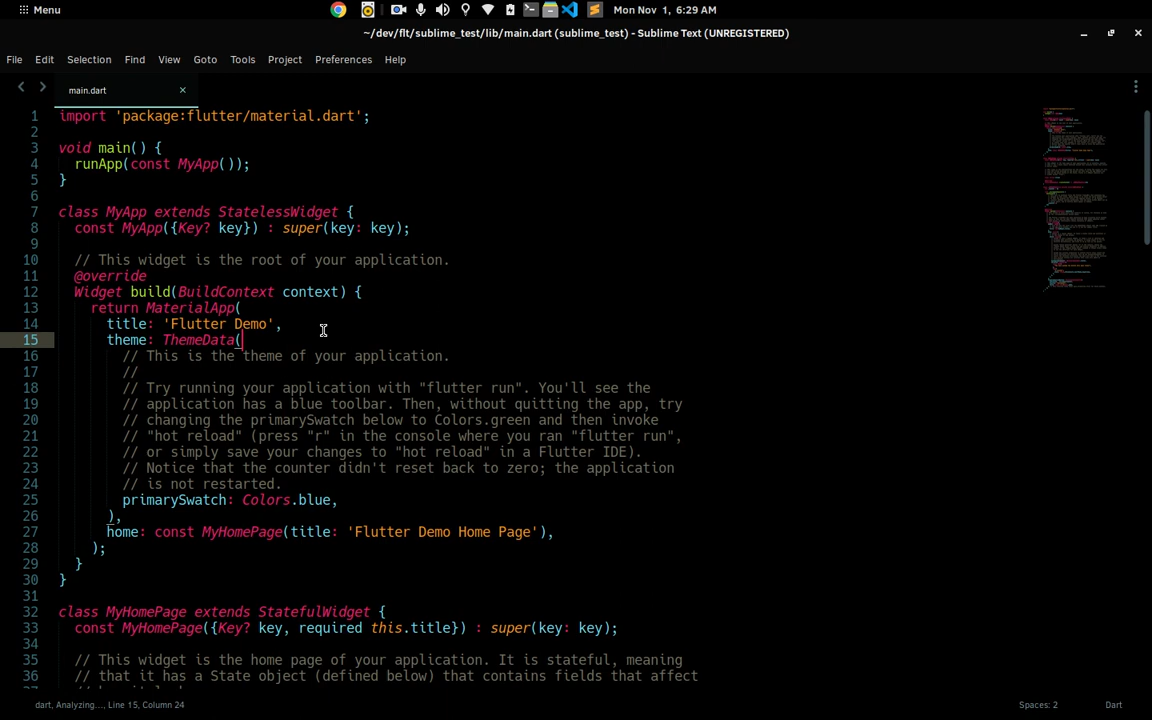 Menu
Mon Nov 1, 6:29 AM
~/dev/flt/sublime_test/lib/main.dart (sublime_test) - Sublime Text (UNREGISTERED)
File Edit Selection Find View Goto Tools Project Preferences Help
main.dart
1 import 'package:flutter/material.dart';
2
3 void main() {
4 runApp(const MyApp());
5 }
6
7 class MyApp extends StatelessWidget {
8 const MyApp({Key? key}) : super(key: key);
9
10 // This widget is the root of your application.
11 @override
12 Widget build(BuildContext context) {
13 return MaterialApp(
14 title: 'Flutter Demo',
15 theme: ThemeData(
16 // This is the theme of your application.
17 //
18 // Try running your application with "flutter run". You'll see the
19 // application has a blue toolbar. Then, without quitting the app, try
20 // changing the primarySwatch below to Colors.green and then invoke
21 // "hot reload" (press "r" in the console where you ran "flutter run",
22 // or simply save your changes to "hot reload" in a Flutter IDE).
23 // Notice that the counter didn't reset back to zero; the application
24 // is not restarted.
25 primarySwatch: Colors.blue,
26 ),
27 home: const MyHomePage(title: 'Flutter Demo Home Page'),
28 );
29 }
30 }
31
32 class MyHomePage extends StatefulWidget {
33 const MyHomePage({Key? key, required this.title}) : super(key: key);
34
35 // This widget is the home page of your application. It is stateful, meaning
36 // that it has a State object (defined below) that contains fields that affect
dart, Analyzing..., Line 15, Column 24
Spaces: 2
Dart